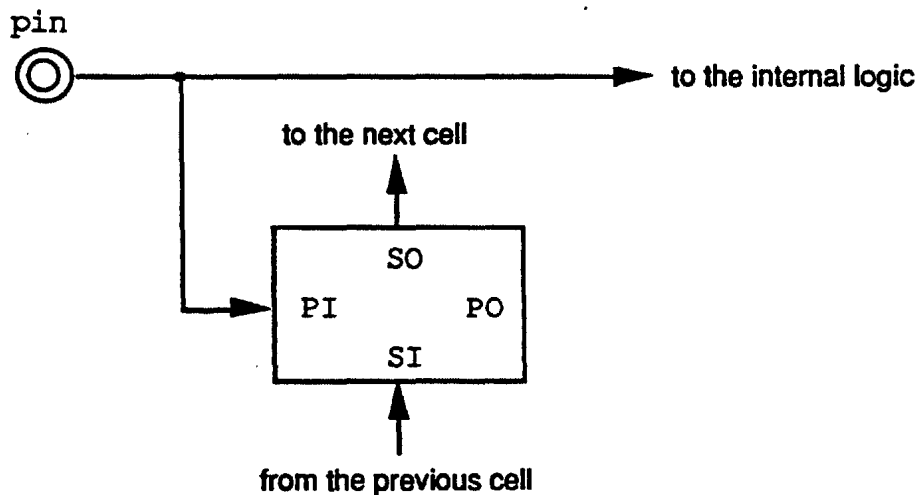 pin
to the internal logic
to the next cell
SO
PI PO
SI
from the previous cell